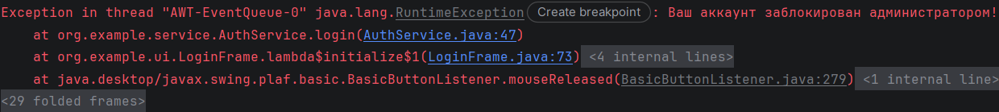 Exception in thread "AWT-EventQueue-0" java.lang.RuntimeException Create breakpoint : Ваш аккаунт заблокирован администратором!
at org.example.service.AuthService.login(AuthService.java:47)
at org.example.ui.LoginFrame.lambda$initialize$1(LoginFrame.java:73) <4 internal lines>
at java.desktop/javax.swing.plaf.basic.BasicButtonListener.mouseReleased(BasicButtonListener.java:279) <1 internal line>
<29 folded frames>